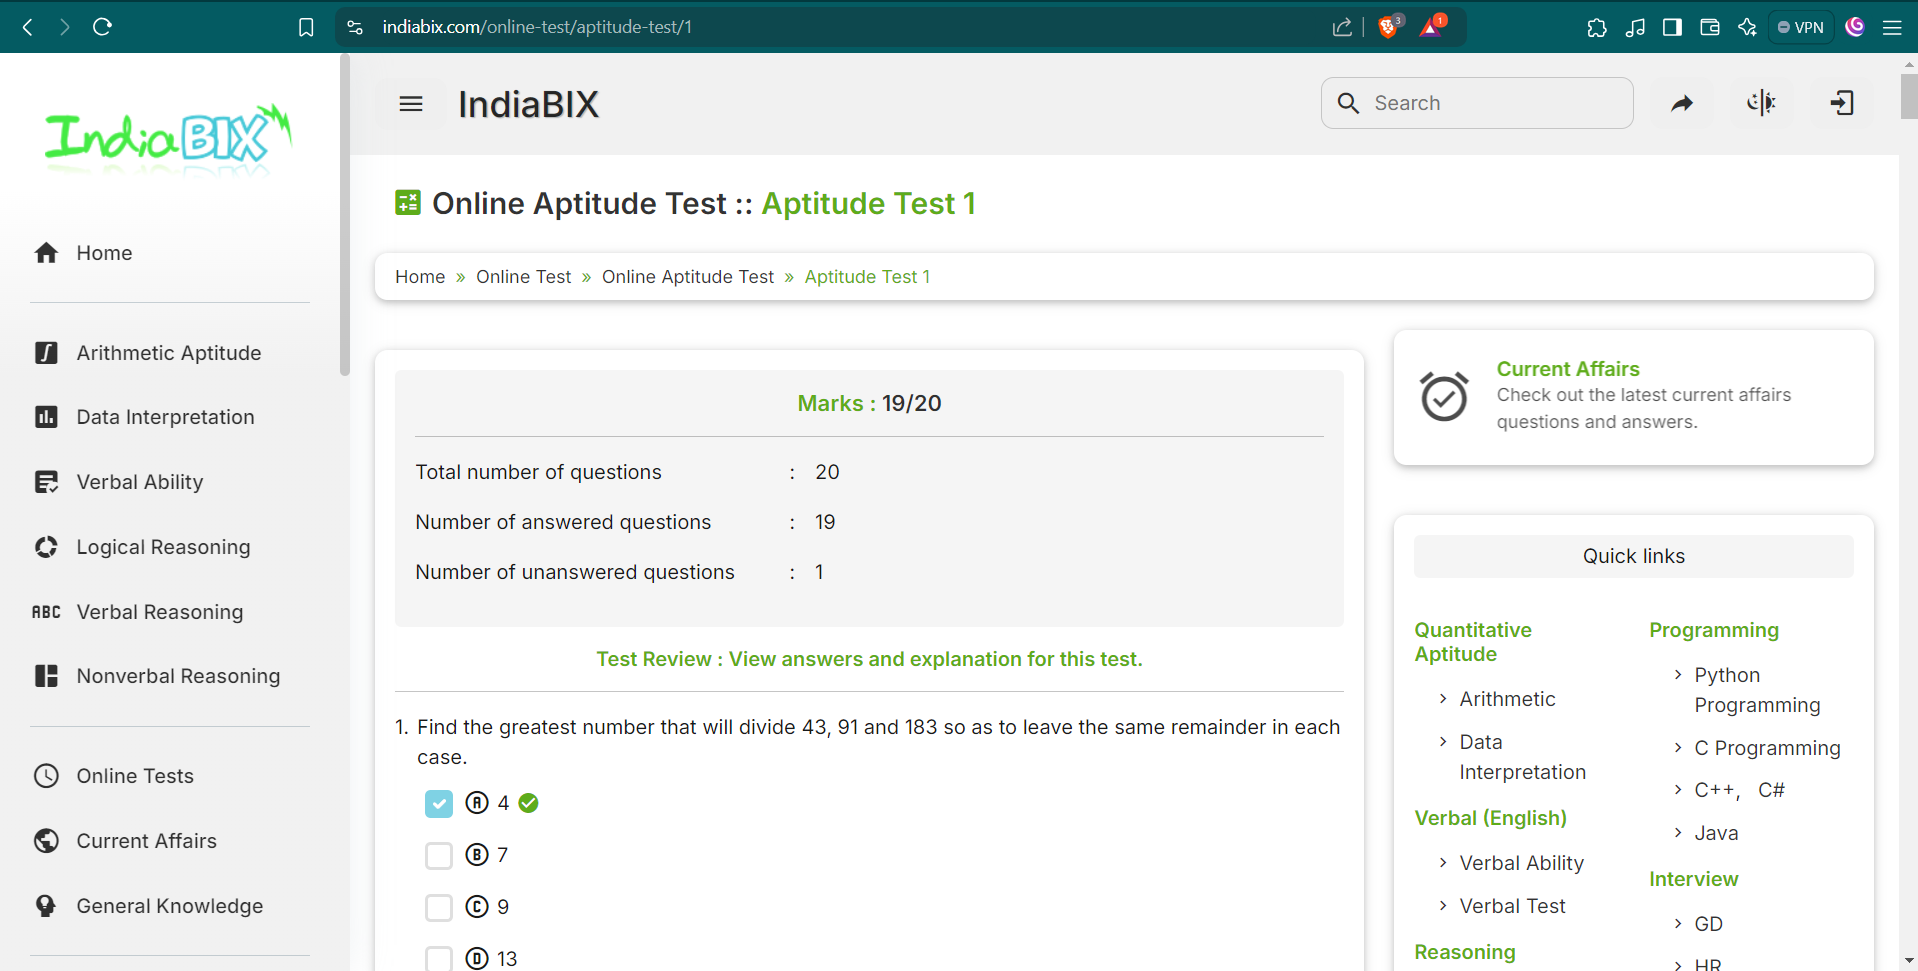 indiabix.com/online-test/aptitude-test/1
3
1
VPN
IndiaBIX
Home
Arithmetic Aptitude
Data Interpretation
Verbal Ability
Logical Reasoning
ABC Verbal Reasoning
Nonverbal Reasoning
Online Tests
Current Affairs
General Knowledge
IndiaBIX
Search
Online Aptitude Test :: Aptitude Test 1
Home » Online Test » Online Aptitude Test » Aptitude Test 1
Marks : 19/20
Total number of questions : 20
Number of answered questions : 19
Number of unanswered questions : 1
Test Review : View answers and explanation for this test.
1. Find the greatest number that will divide 43, 91 and 183 so as to leave the same remainder in each
case.
A 4
B 7
C 9
D 13
Current Affairs
Check out the latest current affairs
questions and answers.
Quick links
Quantitative
Aptitude
Arithmetic
Data
Interpretation
Verbal (English)
Verbal Ability
Verbal Test
Reasoning
Programming
Python
Programming
C Programming
C++, C#
Java
Interview
GD
HR